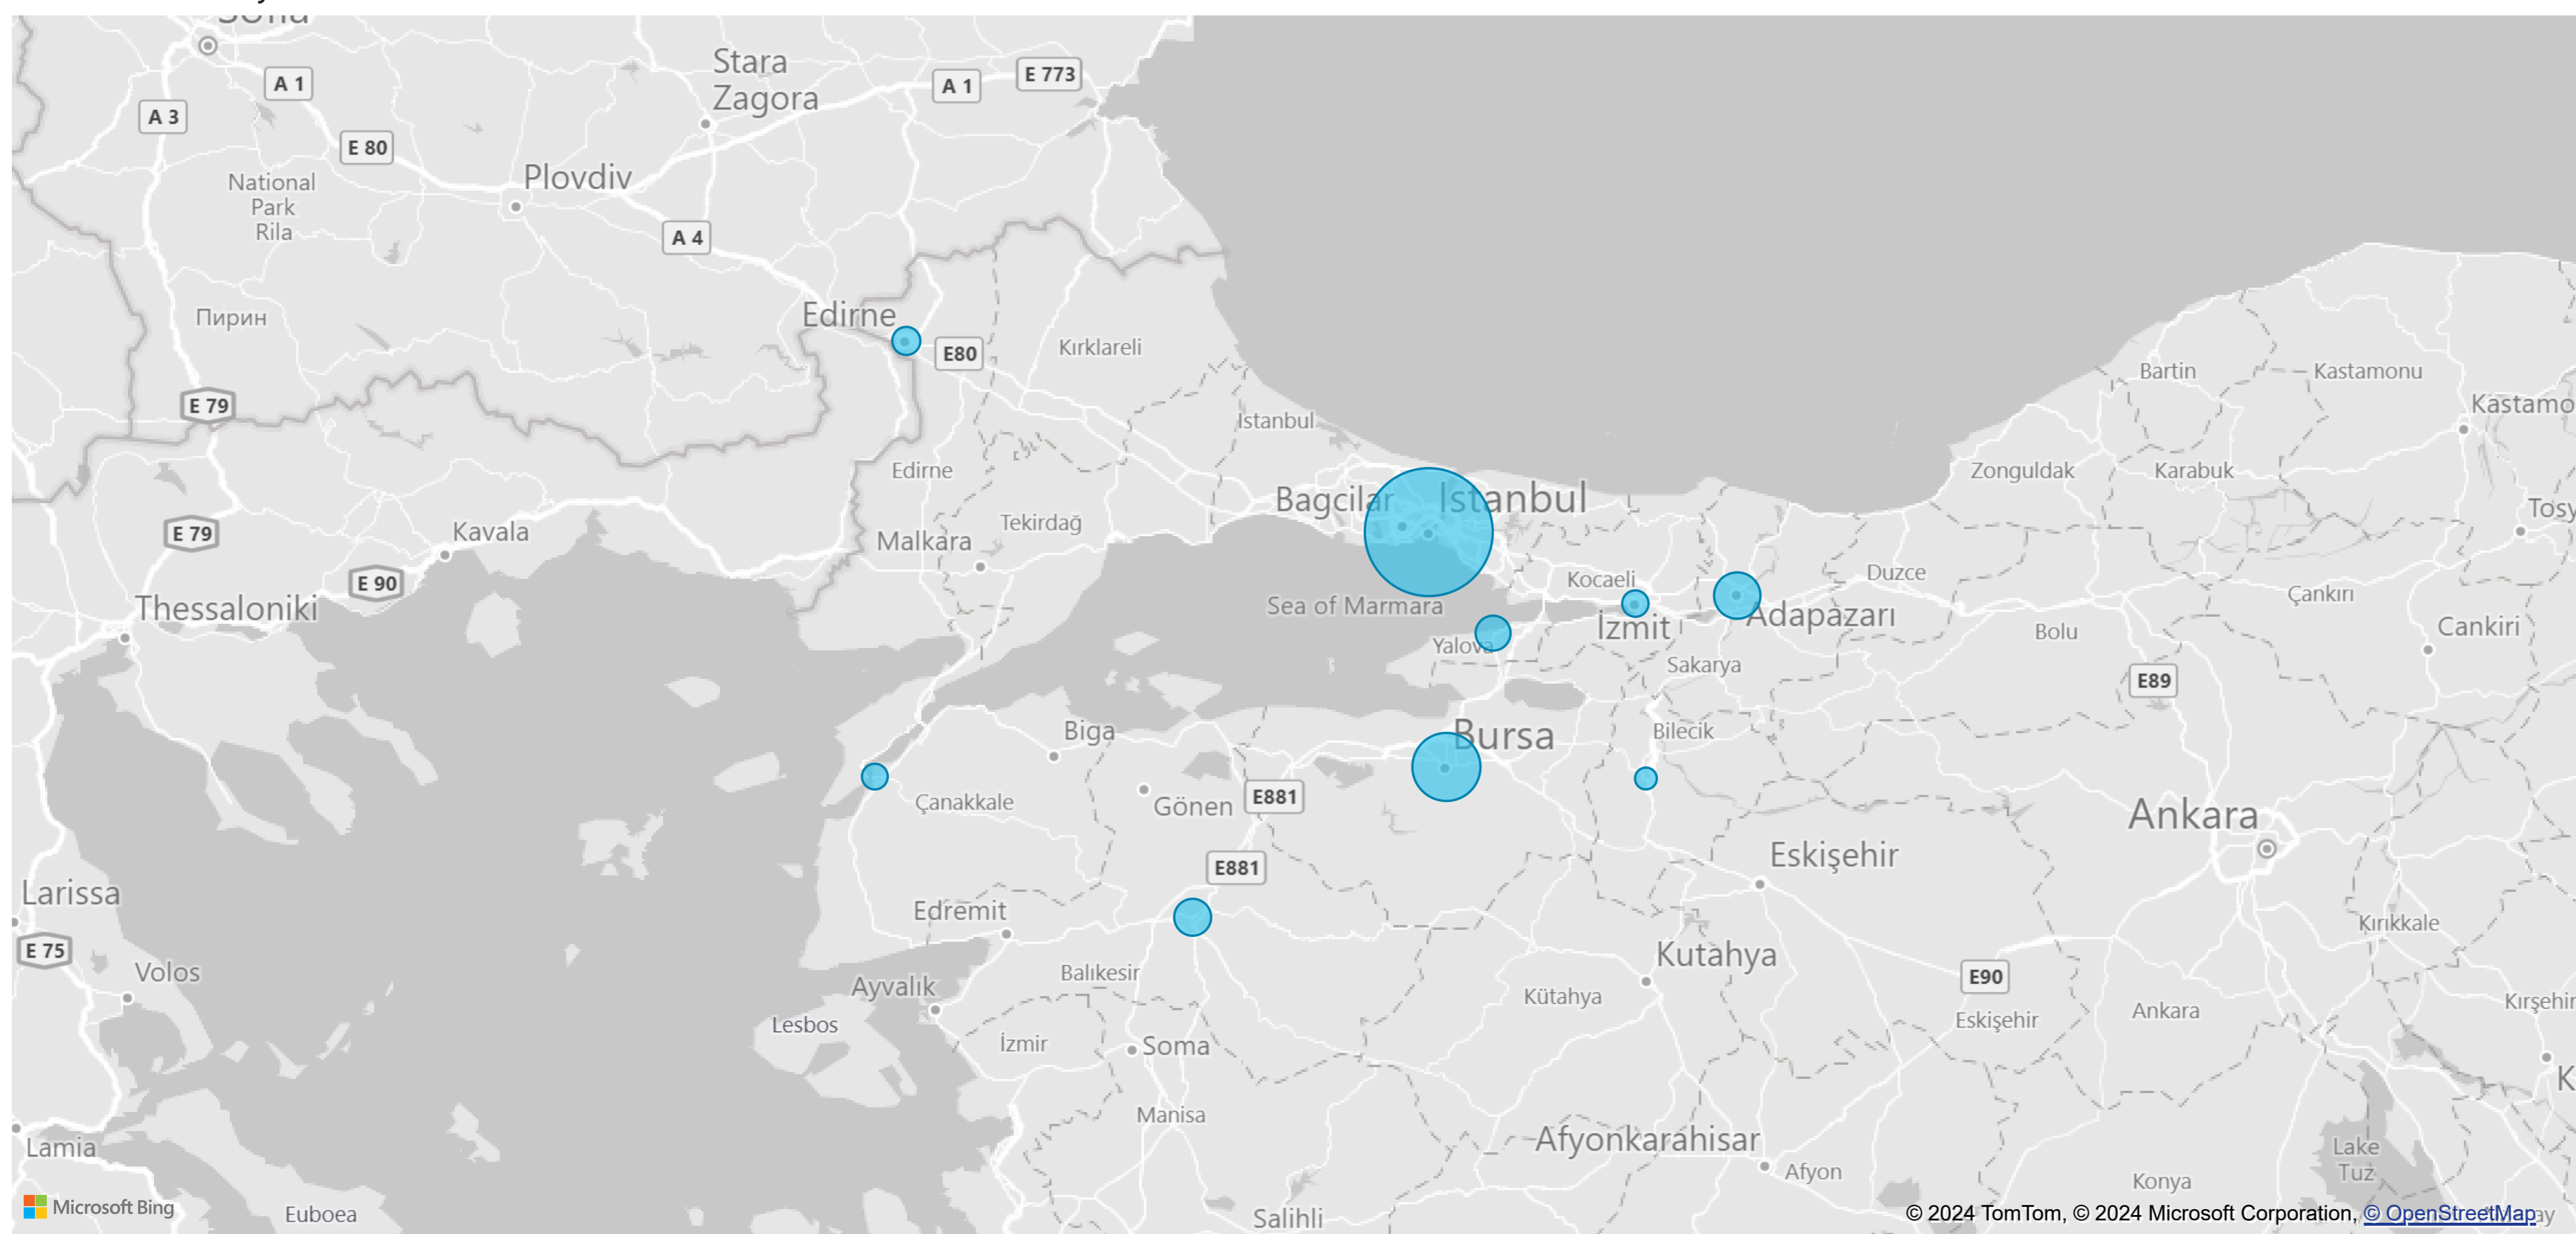 Sofia
Stara
Zagora
A 1
E 773
A 1
A 3
E 80
Plovdiv
National
Park
Rila
A 4
Пирин
Edirne
E80
Kırklareli
Bartin
Kastamonu
E 79
Kastamo
Istanbul
Edirne
Zonguldak
Karabuk
Bagcilar
Istanbul
Tosy
Tekirdağ
E 79
Kavala
Malkara
E 90
Kocaeli
Duzce
Çankırı
Thessaloniki
Sea of Marmara
İzmit
Adapazarı
Bolu
Cankiri
Yalova
Sakarya
E89
Biga
Bursa
Bilecik
Çanakkale
Gönen
E881
Ankara
E881
Eskişehir
Larissa
Edremit
Kırıkkale
E 75
Kutahya
Volos
Balıkesir
E90
Ayvalık
Kütahya
Kırşehir
Lesbos
Eskişehir
Ankara
İzmir
Soma
K
Manisa
Afyonkarahisar
Lamia
Lake
Tuz
Afyon
Konya
Microsoft Bing
Euboea
Salihli
© 2024 TomTom, © 2024 Microsoft Corporation, © OpenStreetMap